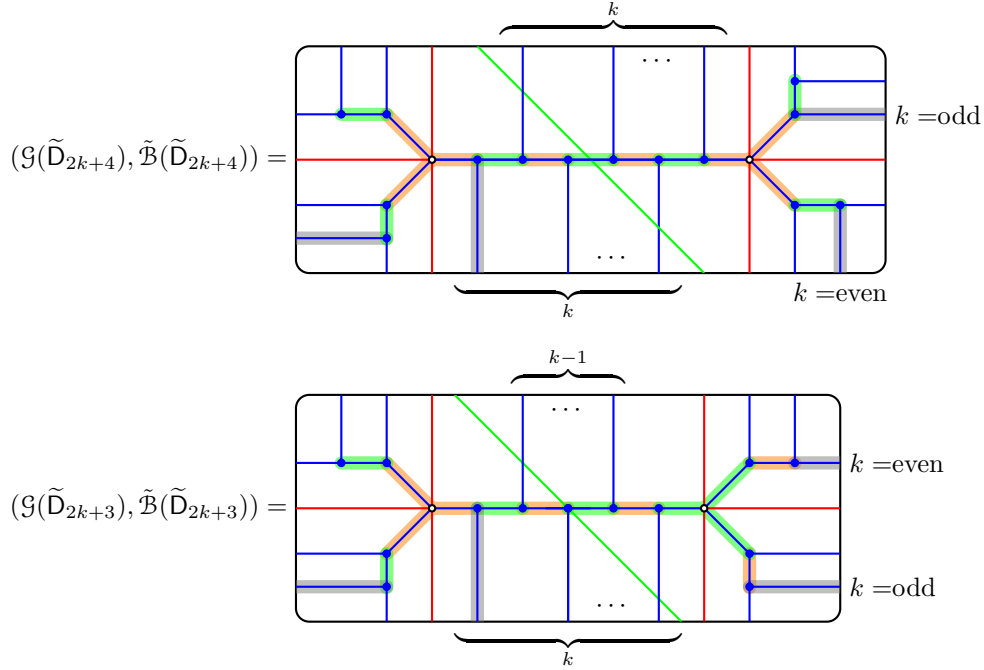 k
· · ·
(𝒢(D̃₂ₖ₊₄), ℬ̃(D̃₂ₖ₊₄)) =
k =odd
· · ·
k =even
k
k−1
· · ·
k =even
(𝒢(D̃₂ₖ₊₃), ℬ̃(D̃₂ₖ₊₃)) =
k =odd
· · ·
k